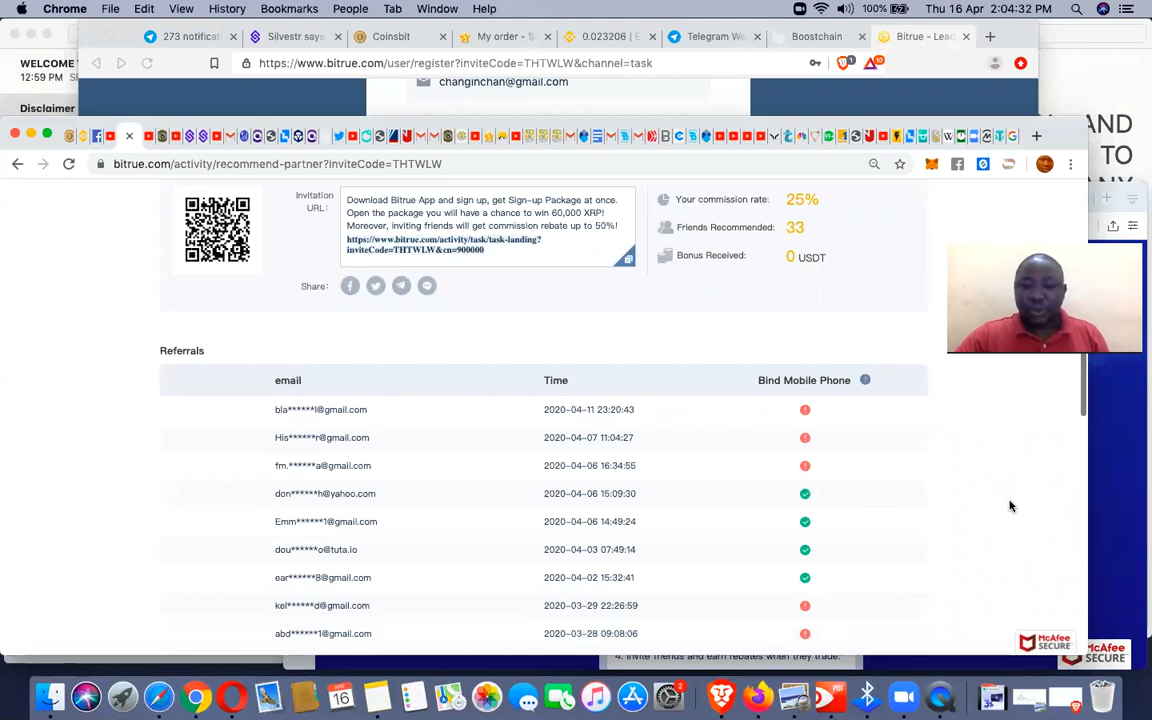 Chrome File Edit View History Bookmarks People Tab Window Help 100% Thu 16 Apr 2:04:32 PM
WELCOME
12:59 PM
Disclaimer
273 notificat Silvestr says Coinsbit My order - S 0.023206 | E Telegram We Boostchain Bitrue - Lead
https://www.bitrue.com/user/register?inviteCode=THTWLW&channel=task
changinchan@gmail.com
AND
TO
bitrue.com/activity/recommend-partner?inviteCode=THTWLW
Invitation
URL:
Download Bitrue App and sign up, get Sign-up Package at once.
Open the package you will have a chance to win 60,000 XRP!
Moreover, inviting friends will get commission rebate up to 50%!
https://www.bitrue.com/activity/task/task-landing?
inviteCode=THTWLW&cn=900000
Your commission rate: 25%
Friends Recommended: 33
Bonus Received: 0 USDT
Share:
Referrals
email Time Bind Mobile Phone ?
bla******l@gmail.com 2020-04-11 23:20:43
His******r@gmail.com 2020-04-07 11:04:27
fm.******a@gmail.com 2020-04-06 16:34:55
don******h@yahoo.com 2020-04-06 15:09:30
Emm******1@gmail.com 2020-04-06 14:49:24
dou******o@tuta.io 2020-04-03 07:49:14
ear******8@gmail.com 2020-04-02 15:32:41
kel******d@gmail.com 2020-03-29 22:26:59
abd******1@gmail.com 2020-03-28 09:08:06
McAfee
SECURE
McAfee
SECURE
4. Invite friends and earn rebates when they trade.